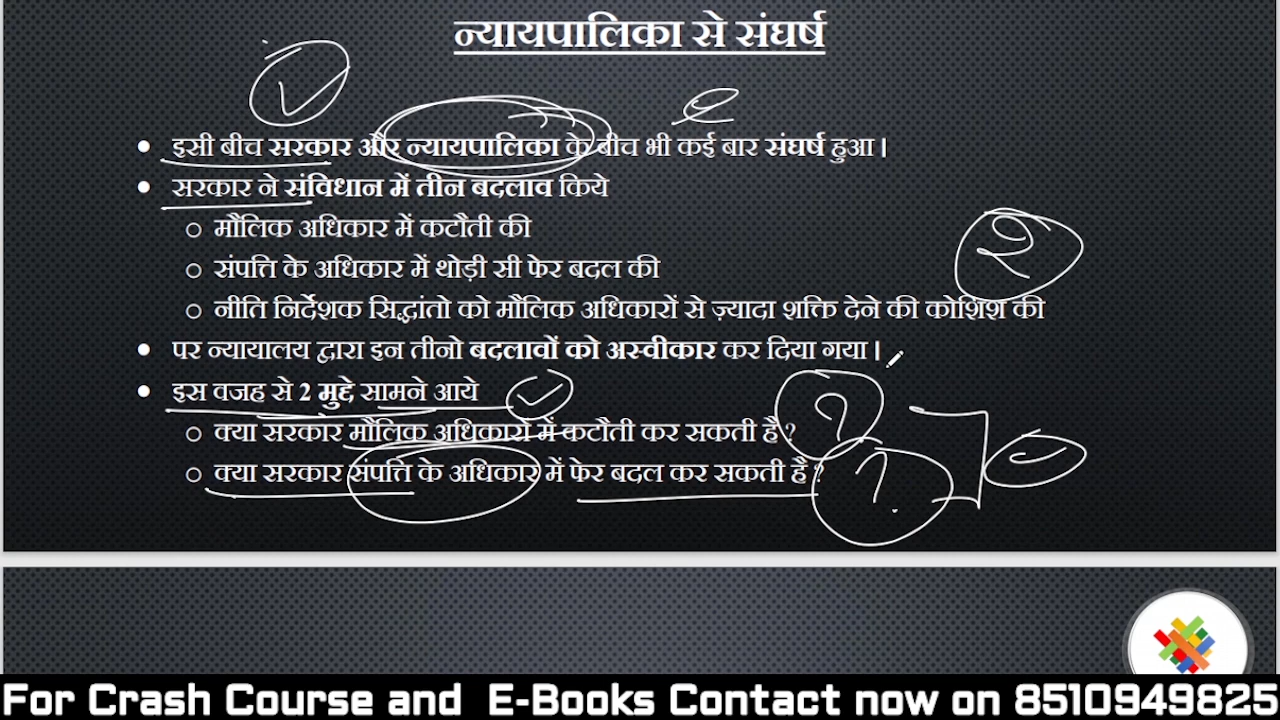 न्यायपालिका से संघर्ष
• इसी बीच सरकार और न्यायपालिका के बीच भी कई बार संघर्ष हुआ।
• सरकार ने संविधान में तीन बदलाव किये
○ मौलिक अधिकार में कटौती की
○ संपत्ति के अधिकार में थोड़ी सी फेर बदल की
○ नीति निर्देशक सिद्धांतो को मौलिक अधिकारों से ज़्यादा शक्ति देने की कोशिश की
• पर न्यायालय द्वारा इन तीनो बदलावों को अस्वीकार कर दिया गया।
• इस वजह से 2 मुद्दे सामने आये
○ क्या सरकार मौलिक अधिकारों में कटौती कर सकती है ?
○ क्या सरकार संपत्ति के अधिकार में फेर बदल कर सकती है ?
For Crash Course and E-Books Contact now on 8510949825